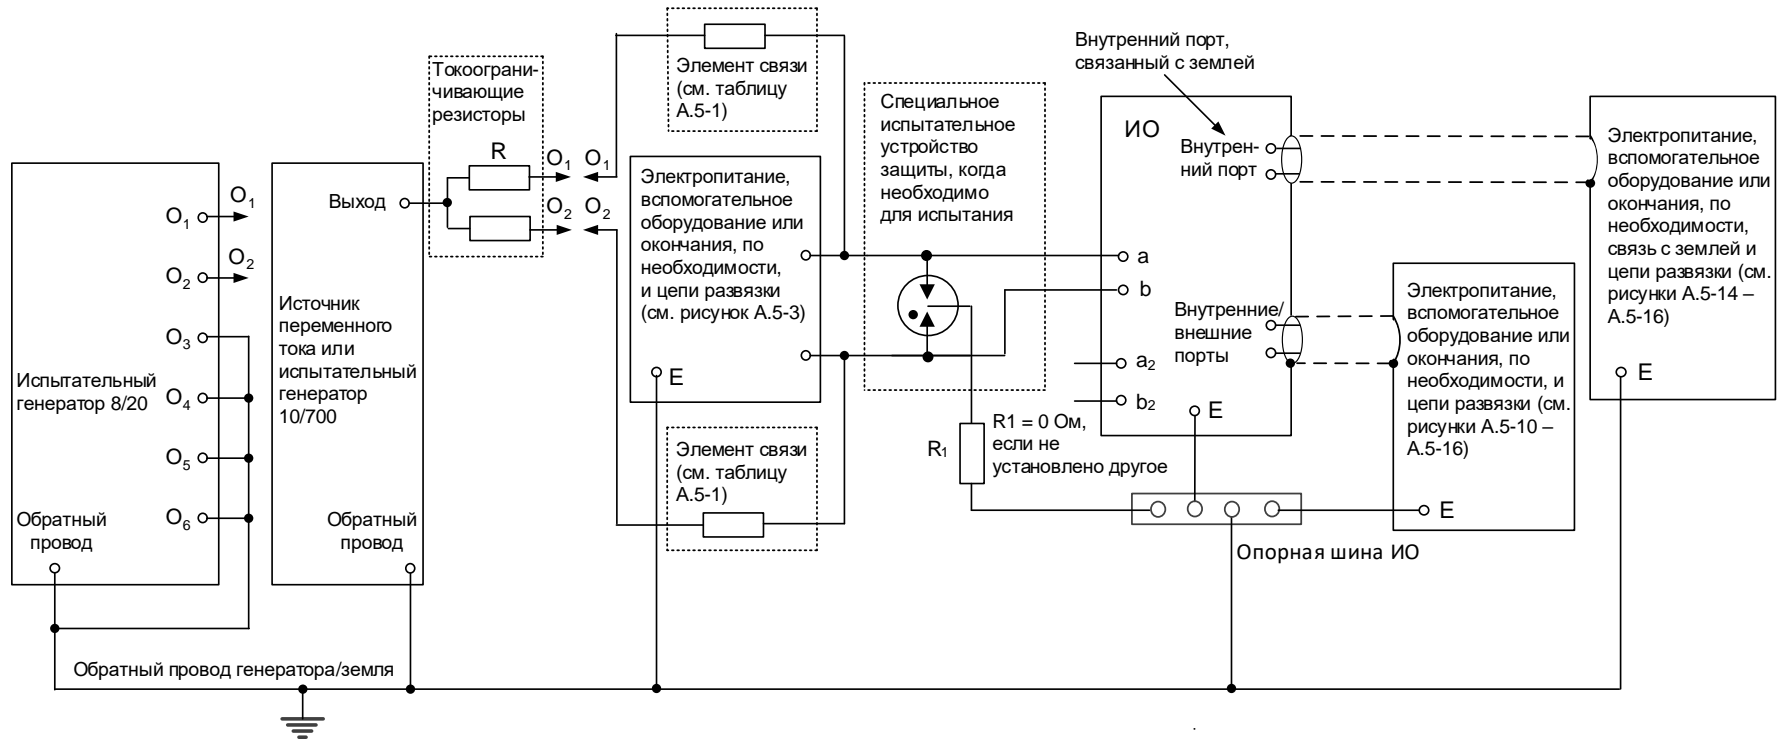 O1
O2
O1
O2
O3
O4
O5
O6
Испытательный
генератор 8/20
Обратный
провод
Выход
Источник
переменного
тока или
испытательный
генератор
10/700
Обратный
провод
Обратный провод генератора/земля
Токоограни-
чивающие
резисторы
R
O1 O1
O2 O2
Элемент связи
(см. таблицу
A.5-1)
Электропитание,
вспомогательное
оборудование или
окончания, по
необходимости,
и цепи развязки
(см. рисунок A.5-3)
E
Элемент связи
(см. таблицу
A.5-1)
Специальное
испытательное
устройство
защиты, когда
необходимо
для испытания
R1
R1 = 0 Ом,
если не
установлено другое
Внутренний порт,
связанный с землей
ИО
Внутрен-
ний порт
a
b
Внутренние/
внешние
порты
a2
b2
E
Опорная шина ИО
Электропитание,
вспомогательное
оборудование или
окончания, по
необходимости, и
цепи развязки (см.
рисунки A.5-10 –
A.5-16)
E
Электропитание,
вспомогательное
оборудование или
окончания, по
необходимости,
связь с землей и
цепи развязки (см.
рисунки A.5-14 –
A.5-16)
E